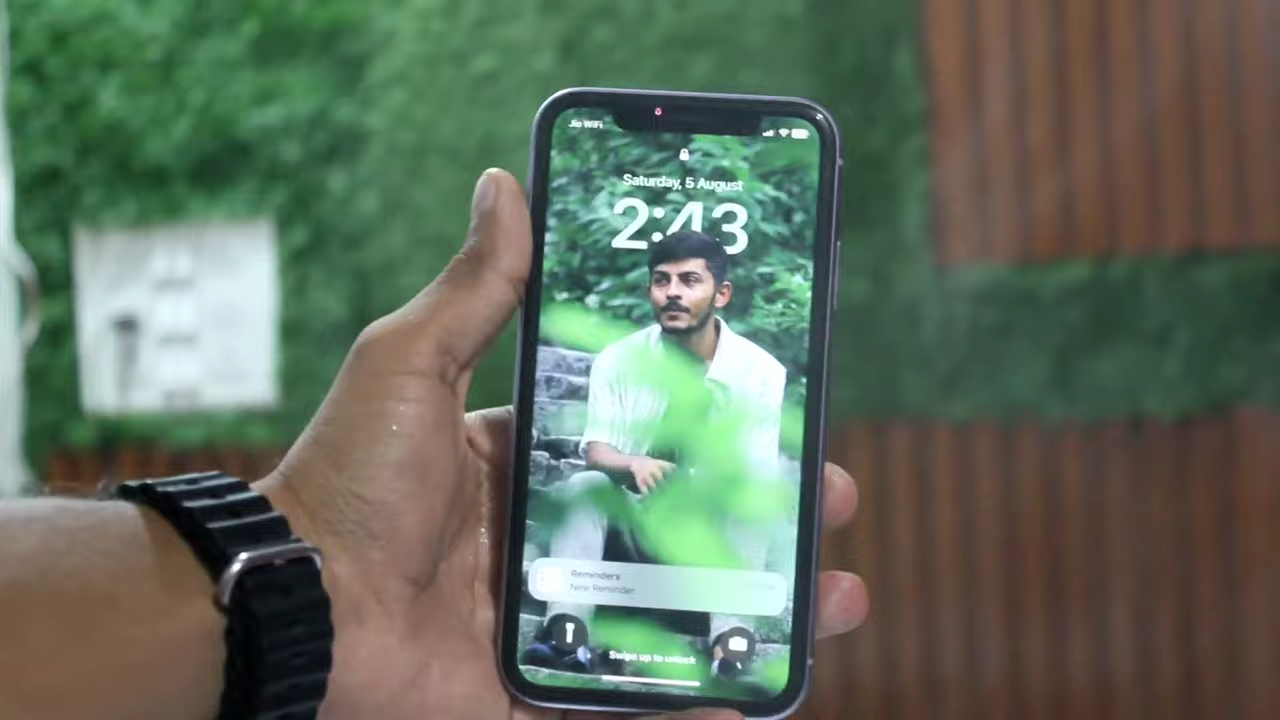 Jio WiFi
Saturday, 5 August
2:43
Reminders
New Reminder
Swipe up to unlock